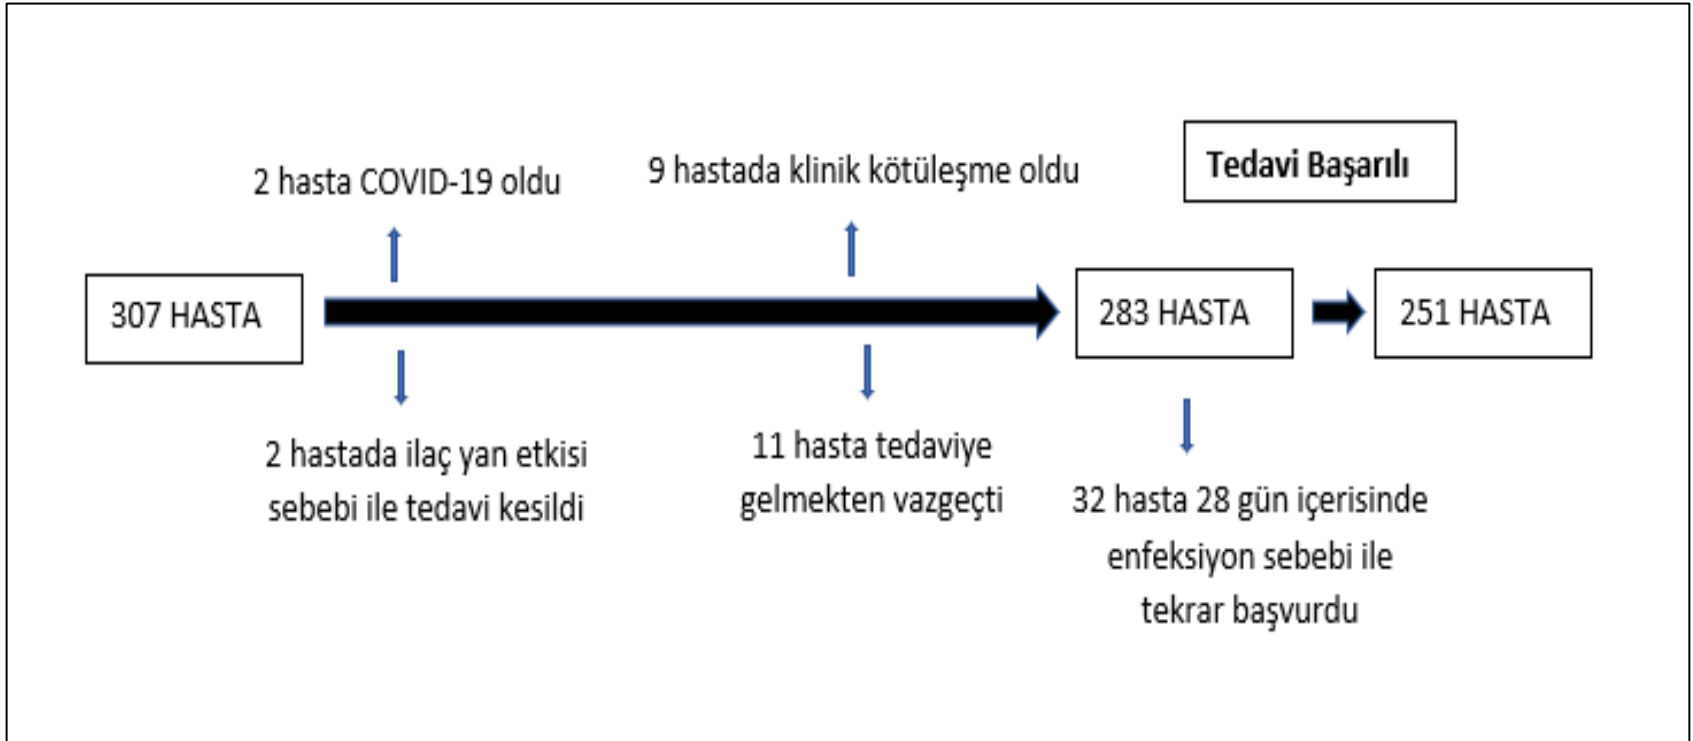 2 hasta COVID-19 oldu
9 hastada klinik kötüleşme oldu
Tedavi Başarılı
307 HASTA
283 HASTA
251 HASTA
2 hastada ilaç yan etkisi
sebebi ile tedavi kesildi
11 hasta tedaviye
gelmekten vazgeçti
32 hasta 28 gün içerisinde
enfeksiyon sebebi ile
tekrar başvurdu